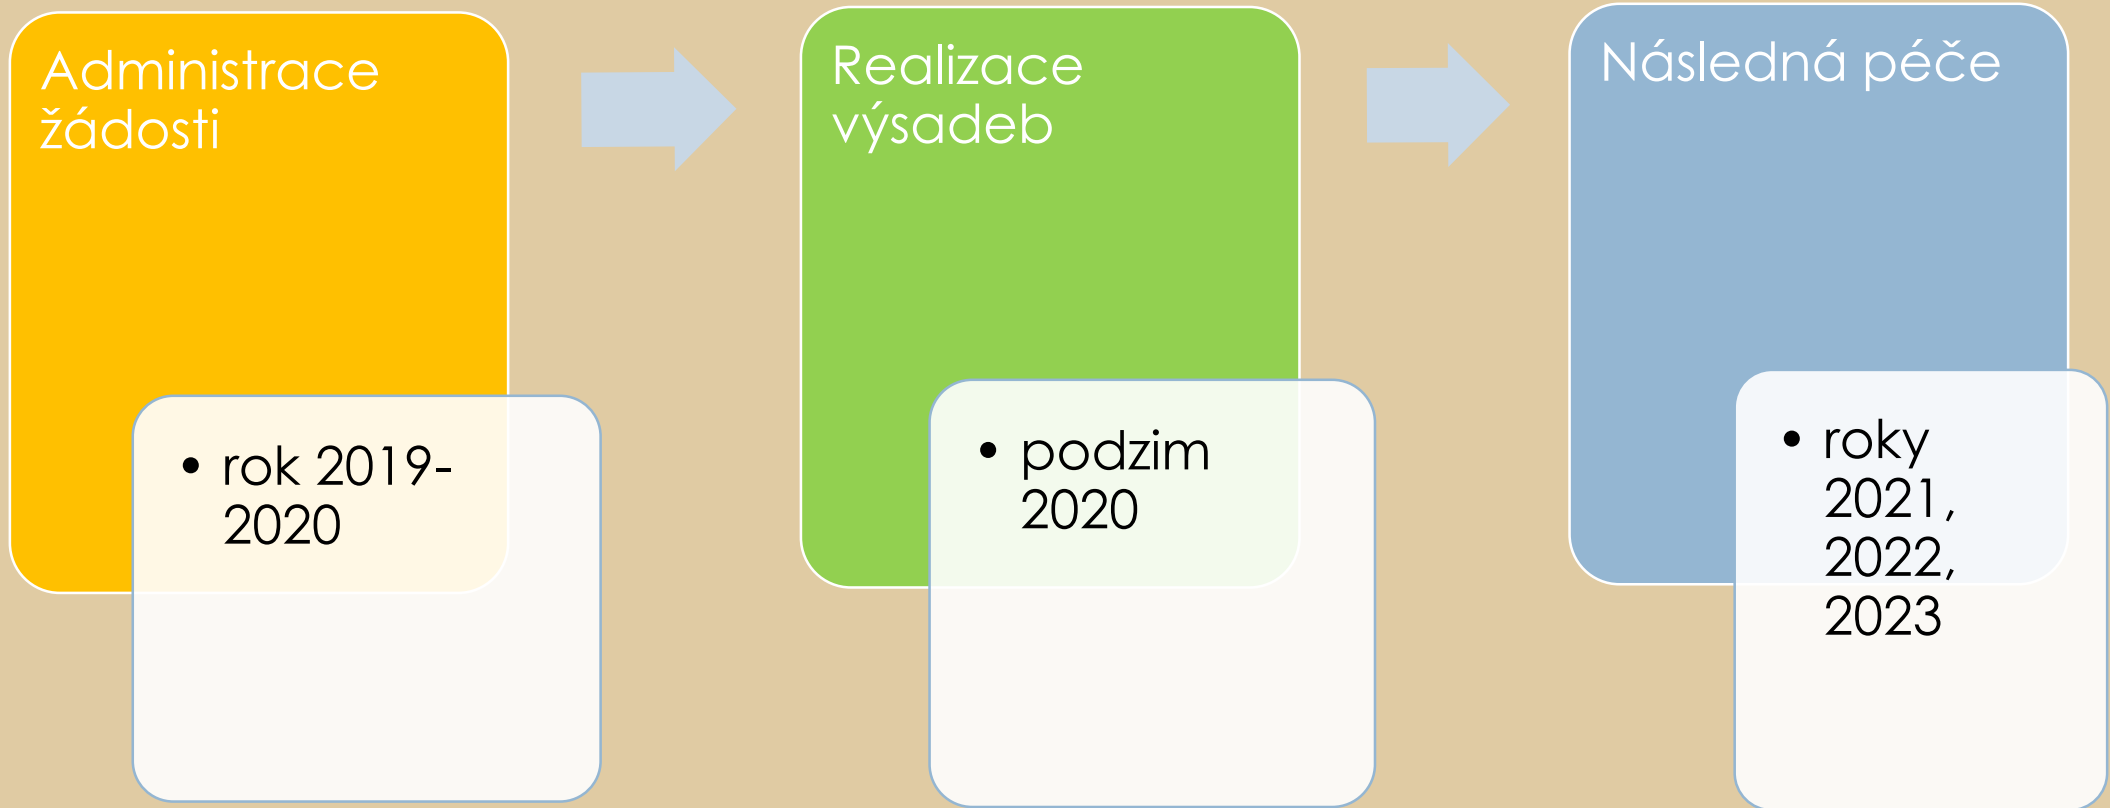 Administrace
žádosti
• rok 2019-
2020
Realizace
výsadeb
• podzim
2020
Následná péče
• roky
2021,
2022,
2023